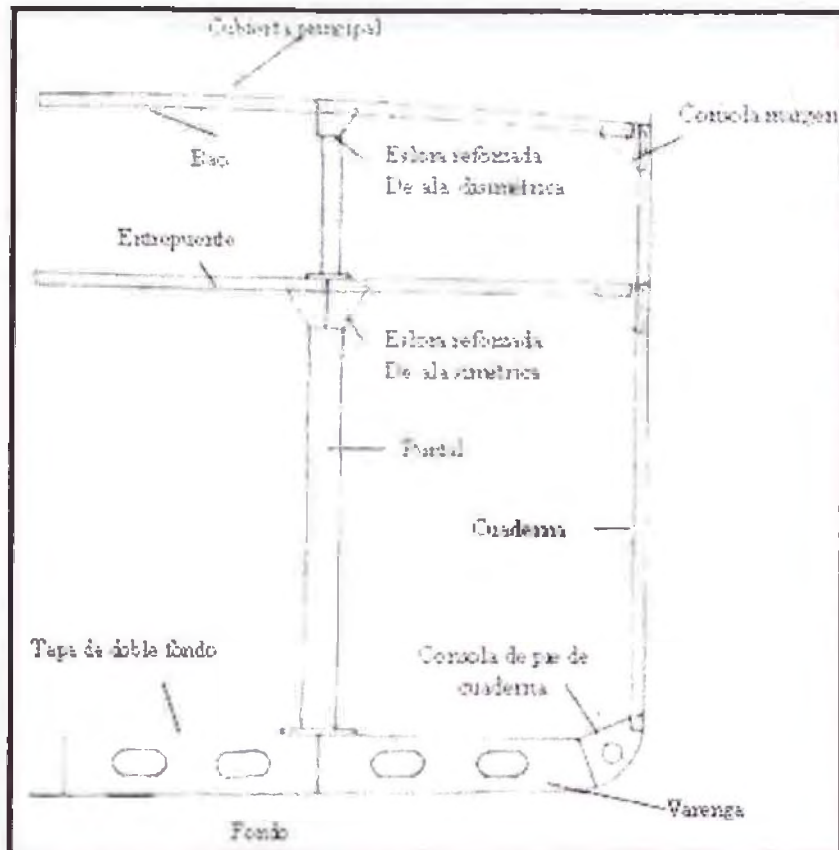 Cubierta principal
Consola margen
Bao
Eslora reforzada
De ala disimétrica
Entrepuente
Eslora reforzada
De ala simetrica
Puntal
Cuaderna
Tapa de doble fondo
Consola de pie de
cuaderna
Varenga
Fondo